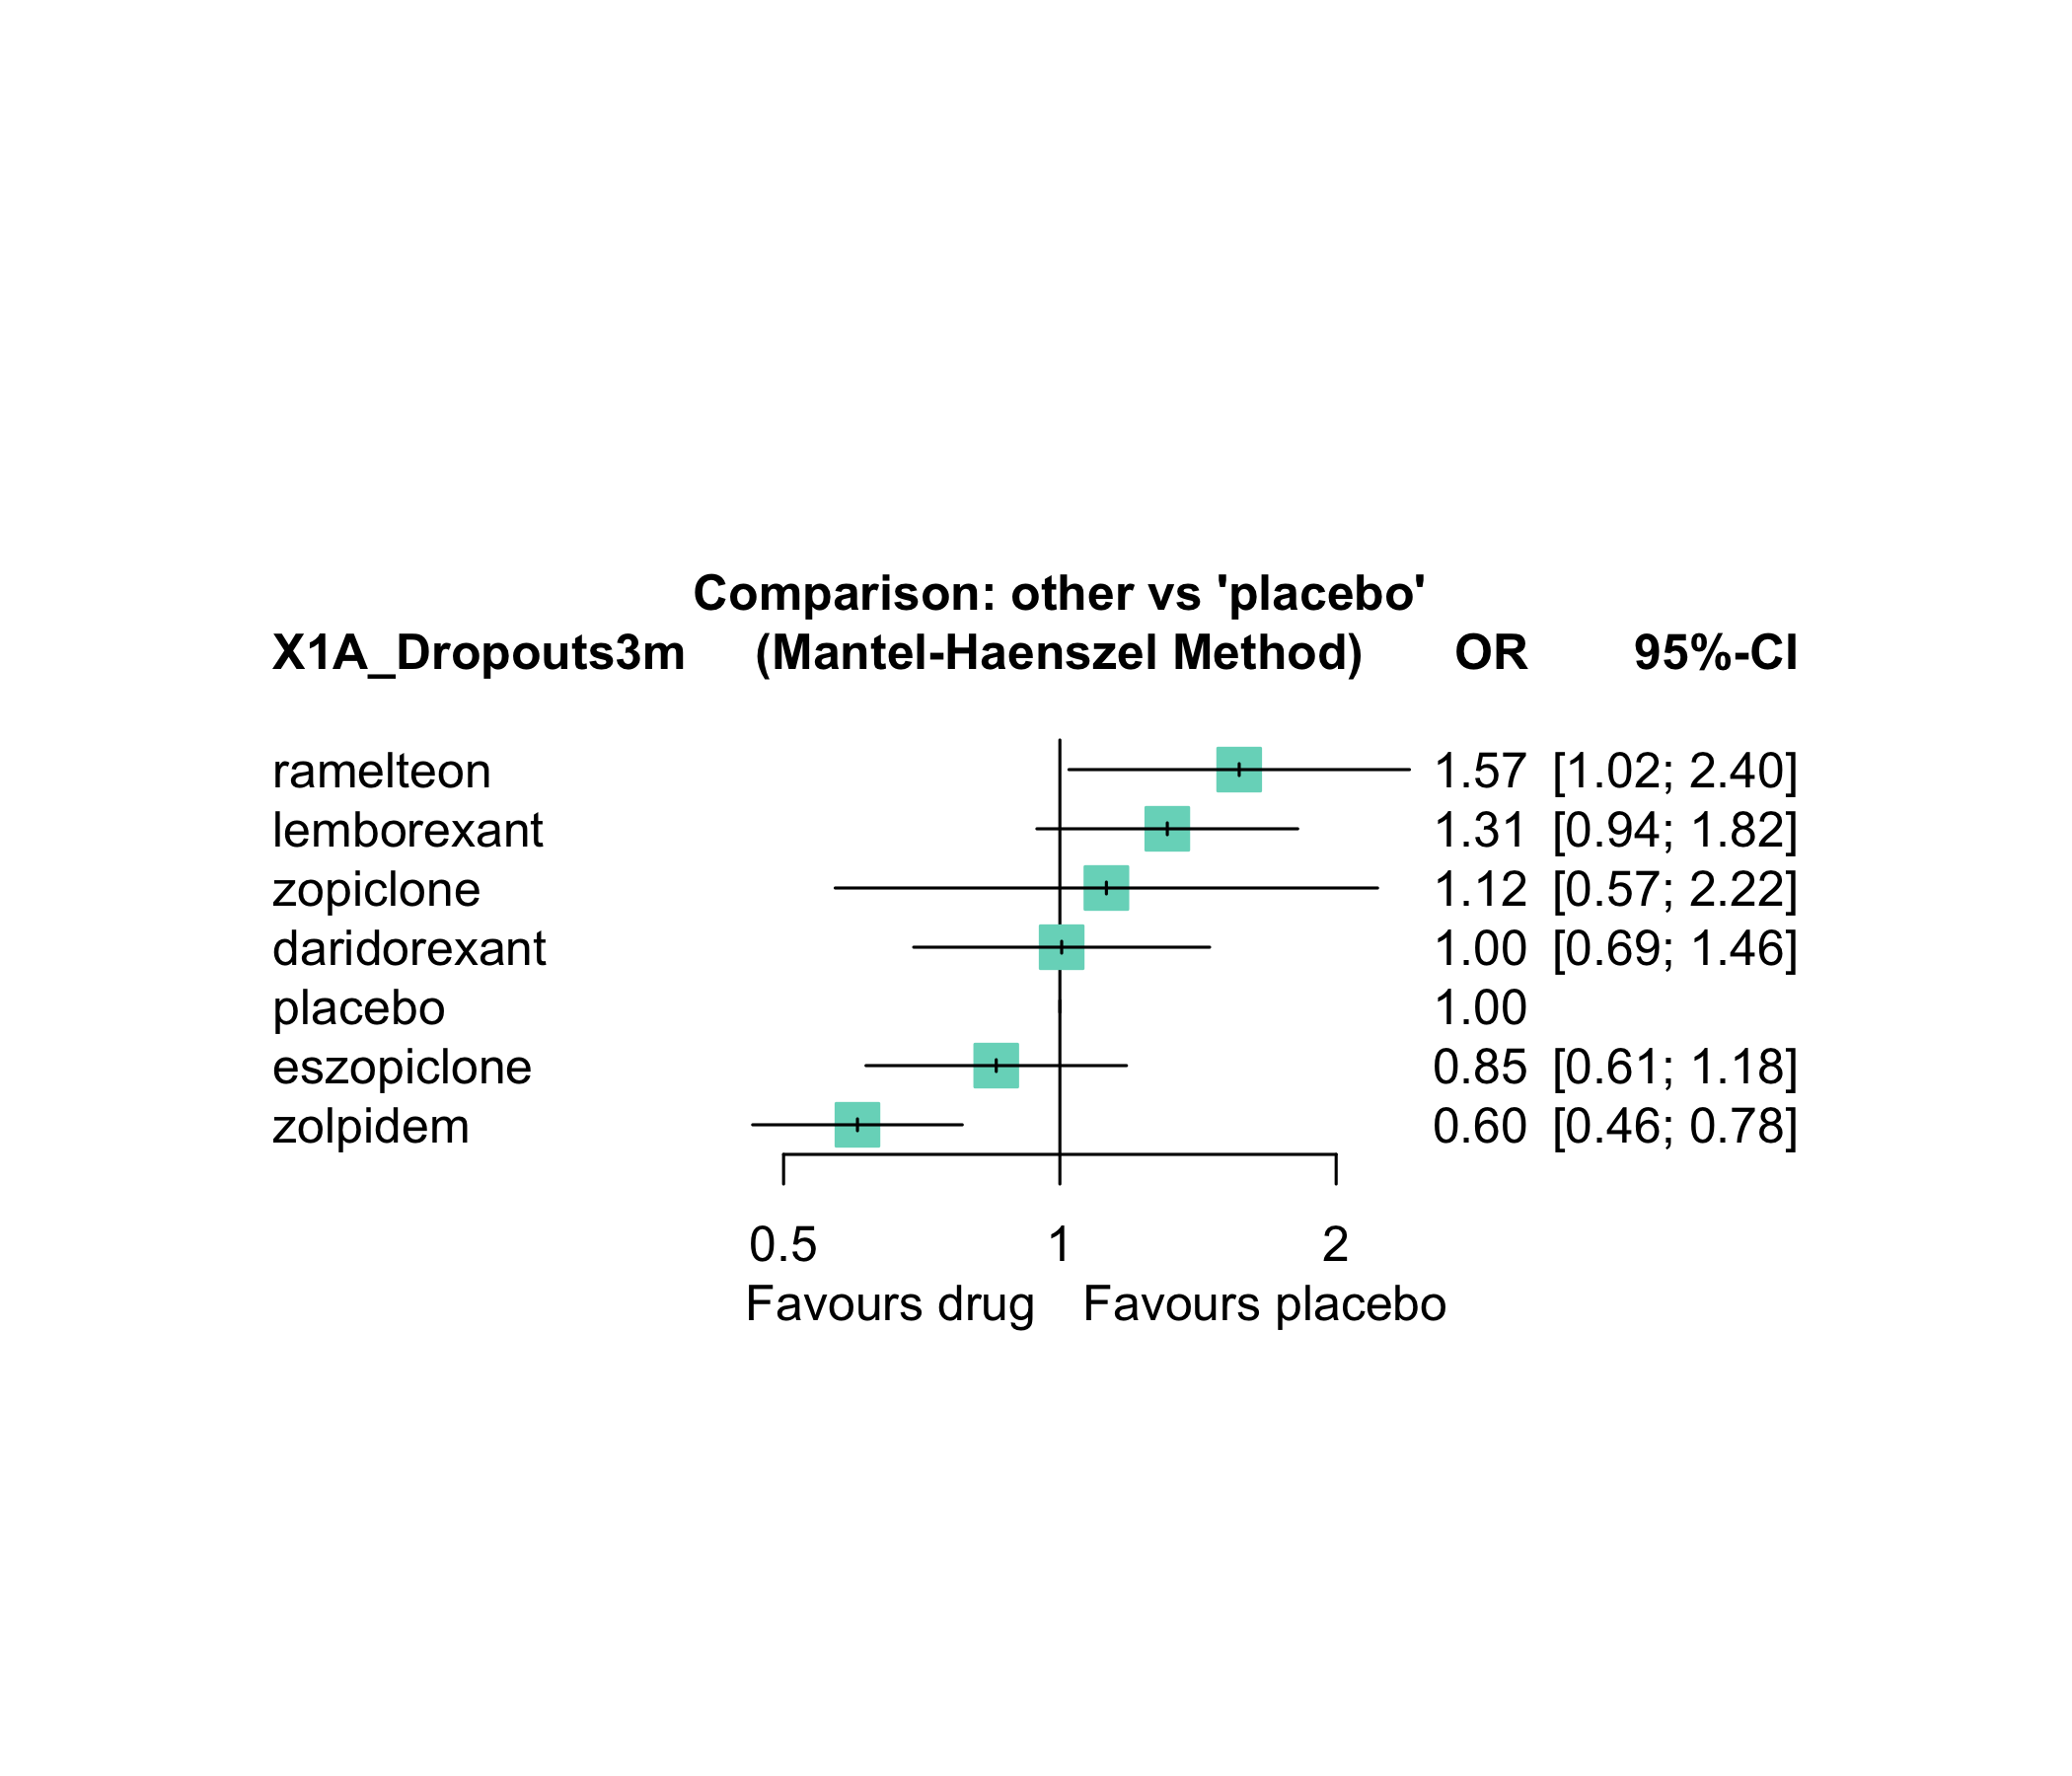 Comparison: other vs 'placebo'
X1A_Dropouts3m (Mantel-Haenszel Method) OR 95%-CI
ramelteon 1.57 [1.02; 2.40]
lemborexant 1.31 [0.94; 1.82]
zopiclone 1.12 [0.57; 2.22]
daridorexant 1.00 [0.69; 1.46]
placebo 1.00
eszopiclone 0.85 [0.61; 1.18]
zolpidem 0.60 [0.46; 0.78]
0.5 1 2
Favours drug Favours placebo